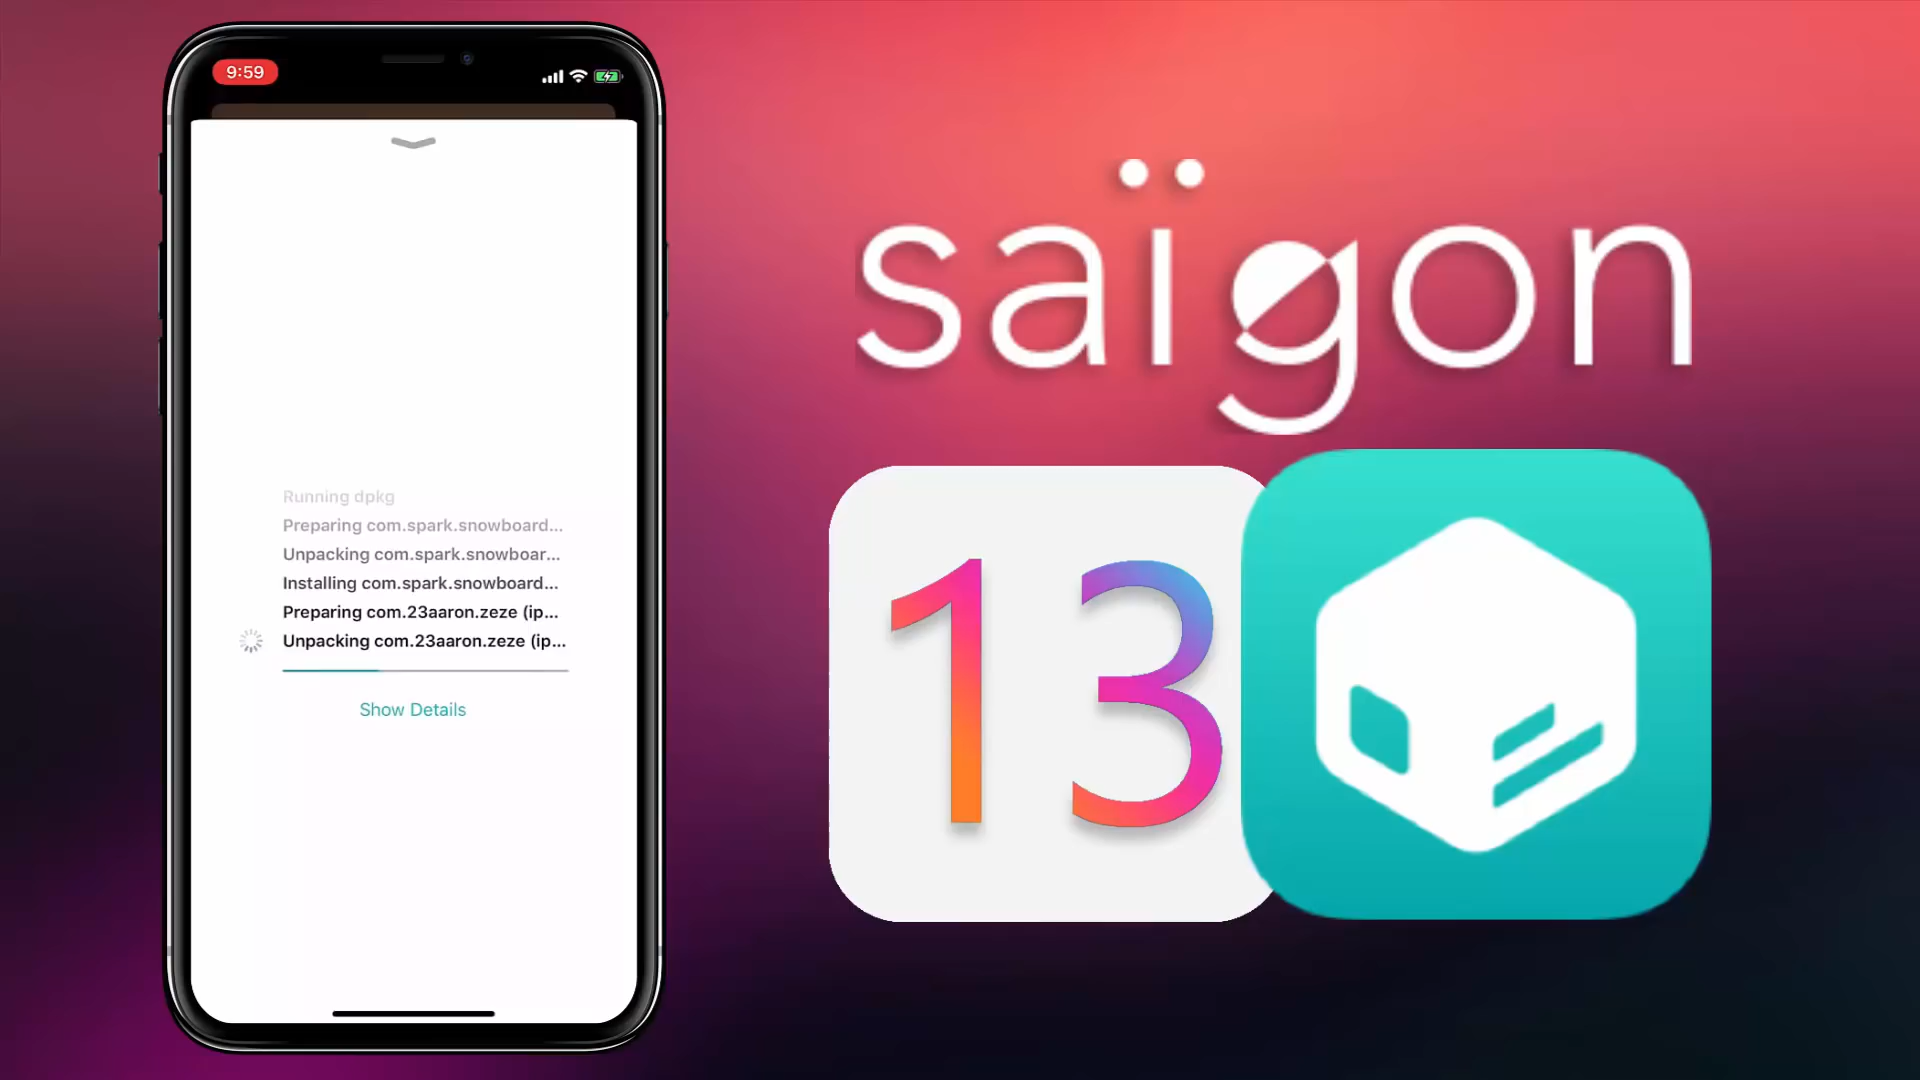 9:59
Running dpkg
Preparing com.spark.snowboard...
Unpacking com.spark.snowboar...
Installing com.spark.snowboard...
Preparing com.23aaron.zeze (ip...
Unpacking com.23aaron.zeze (ip...
Show Details
saïgon
13